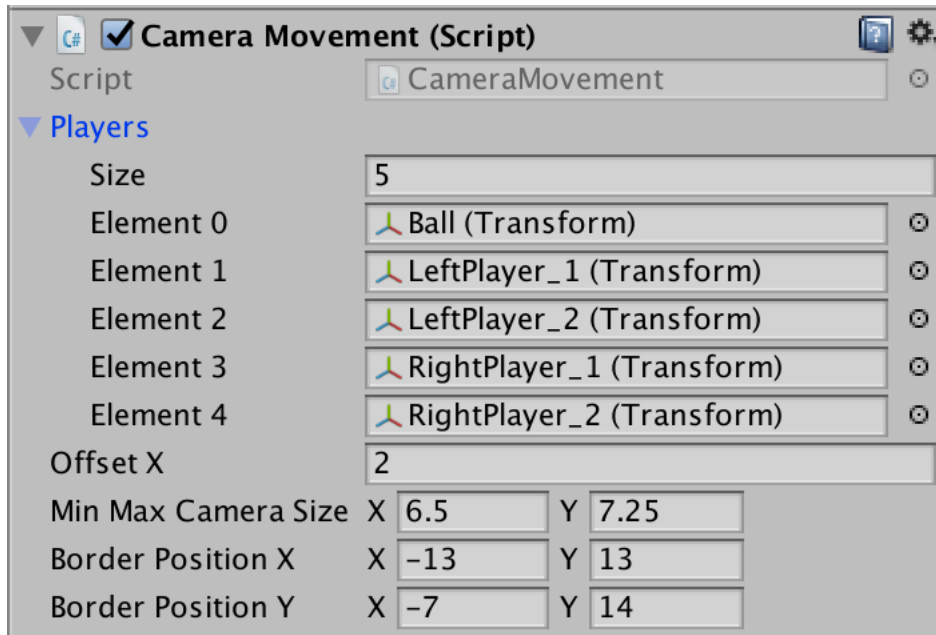 Camera Movement (Script)
Script CameraMovement
Players
Size 5
Element 0 Ball (Transform)
Element 1 LeftPlayer_1 (Transform)
Element 2 LeftPlayer_2 (Transform)
Element 3 RightPlayer_1 (Transform)
Element 4 RightPlayer_2 (Transform)
Offset X 2
Min Max Camera Size X 6.5 Y 7.25
Border Position X X -13 Y 13
Border Position Y X -7 Y 14